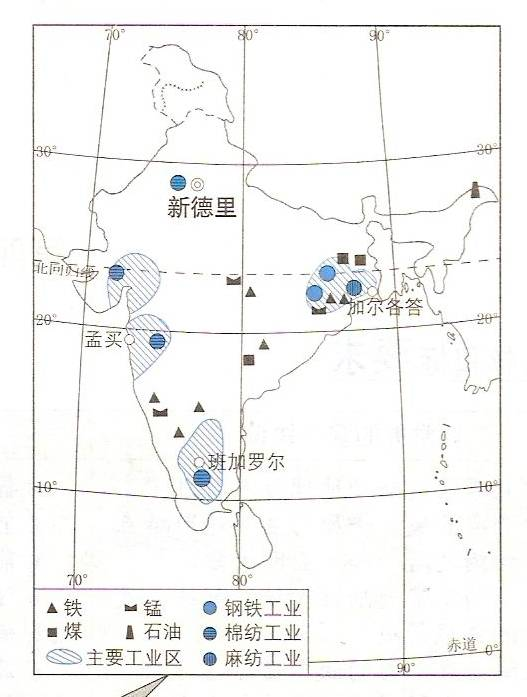 70° 80° 90°
30° 30°
新德里
北回归线
加尔各答
20° 20°
孟买
班加罗尔
10° 10°
70° 80°
赤道 0°
90°
铁 锰 钢铁工业
煤 石油 棉纺工业
主要工业区 麻纺工业